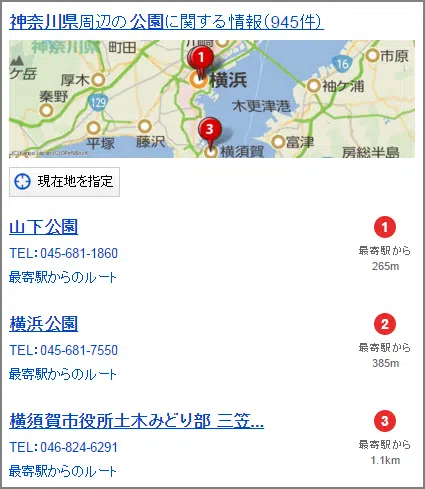 神奈川県周辺の公園に関する情報(945件)
神奈川県
町田
川崎
1
市原
16
ケ岳
厚木
横浜
袖ケ浦
秦野
129
木更津港
平塚
藤沢
3
富津
横須賀
房総半島
現在地を指定
山下公園
1
TEL:045-681-1860
最寄駅から
最寄駅からのルート
265m
横浜公園
2
TEL:045-681-7550
最寄駅から
最寄駅からのルート
385m
横須賀市役所土木みどり部 三笠...
3
TEL:046-824-6291
最寄駅から
最寄駅からのルート
1.1km